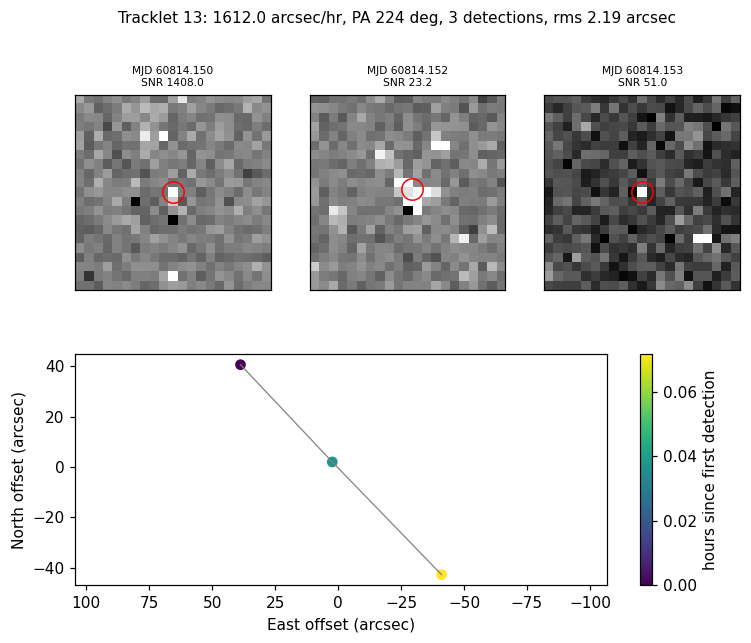 Tracklet 13: 1612.0 arcsec/hr, PA 224 deg, 3 detections, rms 2.19 arcsec
MJD 60814.150
SNR 1408.0
MJD 60814.152
SNR 23.2
MJD 60814.153
SNR 51.0
40
20
0
−20
−40
North offset (arcsec)
100
75
50
25
0
−25
−50
−75
−100
East offset (arcsec)
0.06
0.04
0.02
0.00
hours since first detection